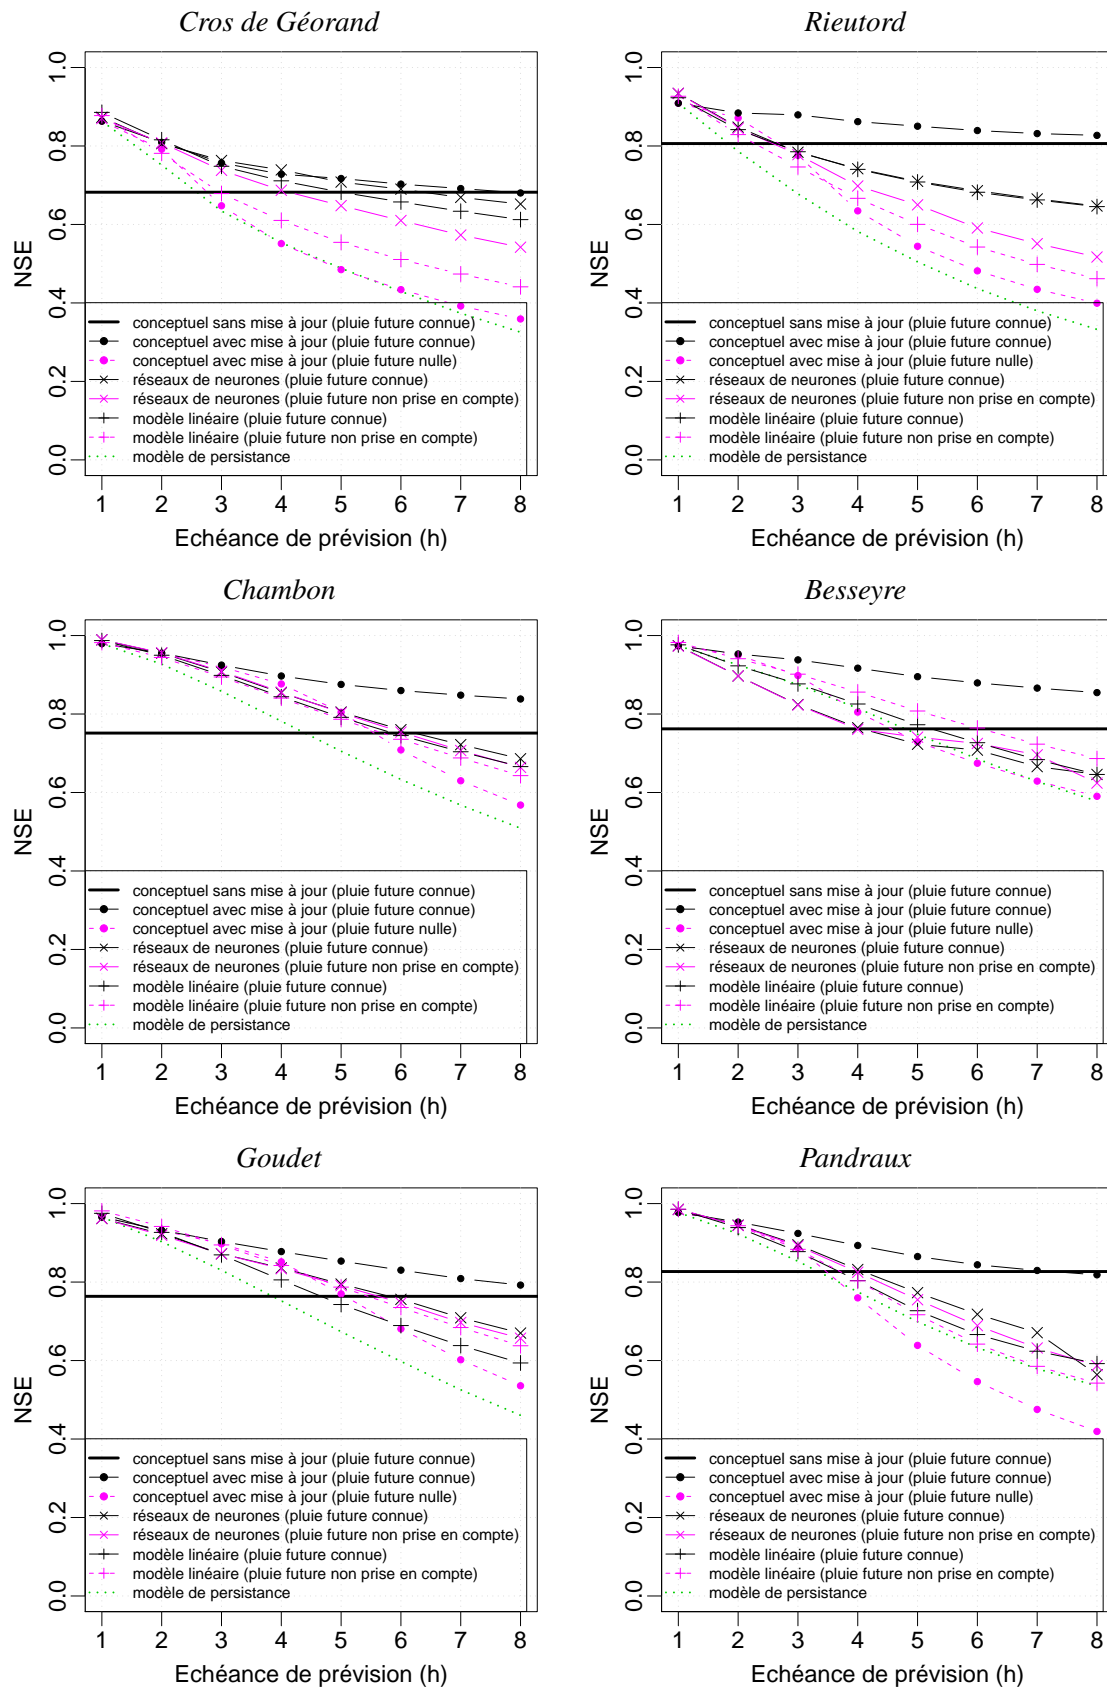 Cros de Géorand
1.0
0.8
0.6
0.4
0.2
0.0
NSE
conceptuel sans mise à jour (pluie future connue)
conceptuel avec mise à jour (pluie future connue)
conceptuel avec mise à jour (pluie future nulle)
réseaux de neurones (pluie future connue)
réseaux de neurones (pluie future non prise en compte)
modèle linéaire (pluie future connue)
modèle linéaire (pluie future non prise en compte)
modèle de persistance
1 2 3 4 5 6 7 8
Echéance de prévision (h)
Rieutord
1.0
0.8
0.6
0.4
0.2
0.0
NSE
conceptuel sans mise à jour (pluie future connue)
conceptuel avec mise à jour (pluie future connue)
conceptuel avec mise à jour (pluie future nulle)
réseaux de neurones (pluie future connue)
réseaux de neurones (pluie future non prise en compte)
modèle linéaire (pluie future connue)
modèle linéaire (pluie future non prise en compte)
modèle de persistance
1 2 3 4 5 6 7 8
Echéance de prévision (h)
Chambon
1.0
0.8
0.6
0.4
0.2
0.0
NSE
conceptuel sans mise à jour (pluie future connue)
conceptuel avec mise à jour (pluie future connue)
conceptuel avec mise à jour (pluie future nulle)
réseaux de neurones (pluie future connue)
réseaux de neurones (pluie future non prise en compte)
modèle linéaire (pluie future connue)
modèle linéaire (pluie future non prise en compte)
modèle de persistance
1 2 3 4 5 6 7 8
Echéance de prévision (h)
Besseyre
1.0
0.8
0.6
0.4
0.2
0.0
NSE
conceptuel sans mise à jour (pluie future connue)
conceptuel avec mise à jour (pluie future connue)
conceptuel avec mise à jour (pluie future nulle)
réseaux de neurones (pluie future connue)
réseaux de neurones (pluie future non prise en compte)
modèle linéaire (pluie future connue)
modèle linéaire (pluie future non prise en compte)
modèle de persistance
1 2 3 4 5 6 7 8
Echéance de prévision (h)
Goudet
1.0
0.8
0.6
0.4
0.2
0.0
NSE
conceptuel sans mise à jour (pluie future connue)
conceptuel avec mise à jour (pluie future connue)
conceptuel avec mise à jour (pluie future nulle)
réseaux de neurones (pluie future connue)
réseaux de neurones (pluie future non prise en compte)
modèle linéaire (pluie future connue)
modèle linéaire (pluie future non prise en compte)
modèle de persistance
1 2 3 4 5 6 7 8
Echéance de prévision (h)
Pandraux
1.0
0.8
0.6
0.4
0.2
0.0
NSE
conceptuel sans mise à jour (pluie future connue)
conceptuel avec mise à jour (pluie future connue)
conceptuel avec mise à jour (pluie future nulle)
réseaux de neurones (pluie future connue)
réseaux de neurones (pluie future non prise en compte)
modèle linéaire (pluie future connue)
modèle linéaire (pluie future non prise en compte)
modèle de persistance
1 2 3 4 5 6 7 8
Echéance de prévision (h)